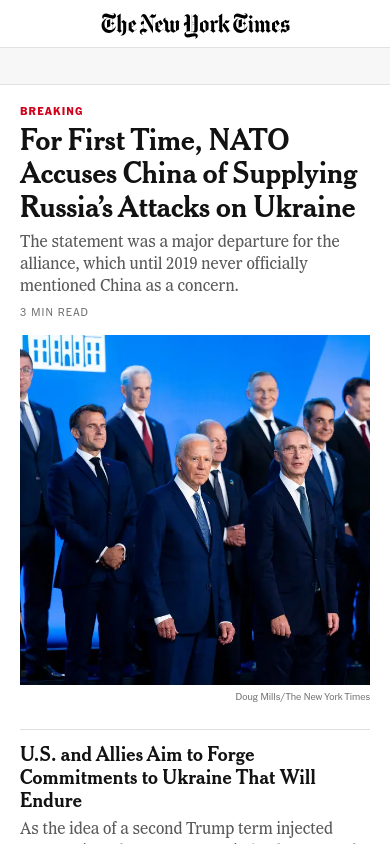 The New York Times
BREAKING
For First Time, NATO
Accuses China of Supplying
Russia's Attacks on Ukraine
The statement was a major departure for the
alliance, which until 2019 never officially
mentioned China as a concern.
3 MIN READ
Doug Mills/The New York Times
U.S. and Allies Aim to Forge
Commitments to Ukraine That Will
Endure
As the idea of a second Trump term injected